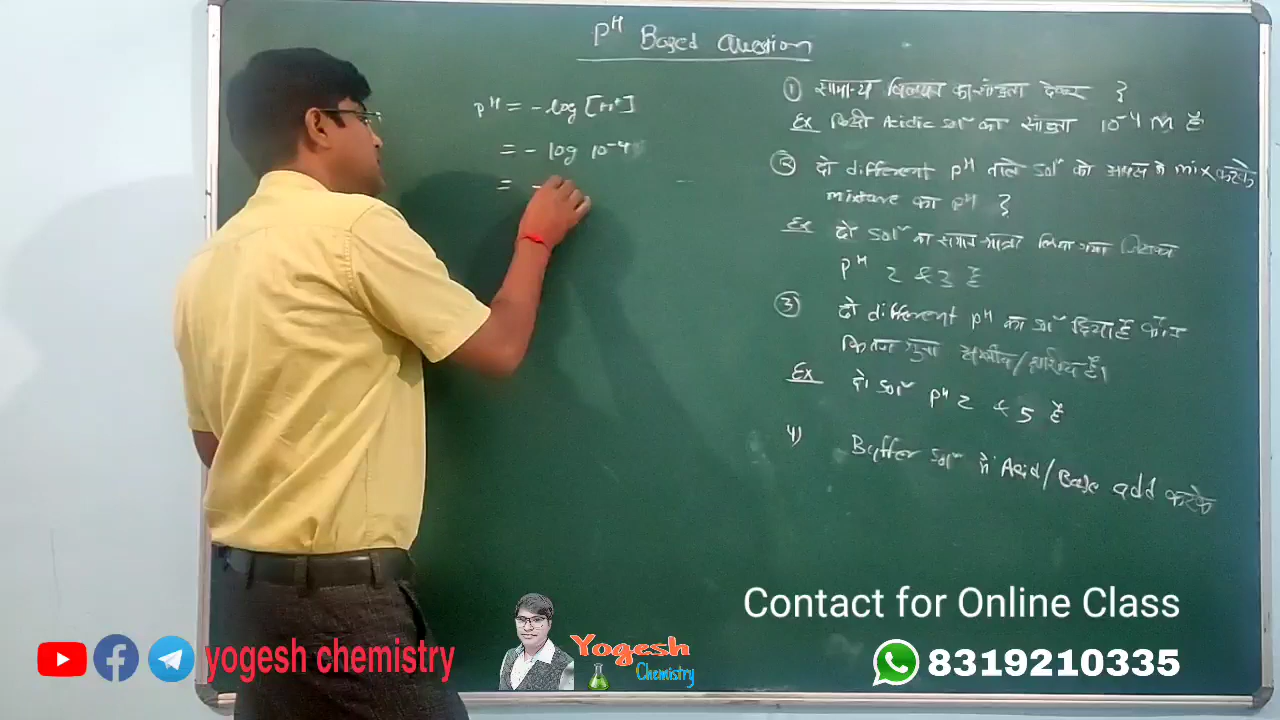 pH Based Question
pH = -log [H+]
= - log 10-4
= -
① सामान्य विलयन का सांद्रता देकर }
Ex किसी Acidic Solⁿ का सांद्रता 10-4 M है
② दो different pH वाले Solⁿ को आपस में mix करके
mixture का pH }
Ex दो Solⁿ का समान मात्रा लिया गया जिसका
pH 2 & 3 है
③ दो different pH का Solⁿ दिया है कौन
कितना गुना अम्लीय/क्षारीय है।
Ex दो Solⁿ pH 2 & 5 है
4) Buffer Solⁿ में Acid/Base add करके
Contact for Online Class
8319210335
yogesh chemistry
Yogesh
Chemistry